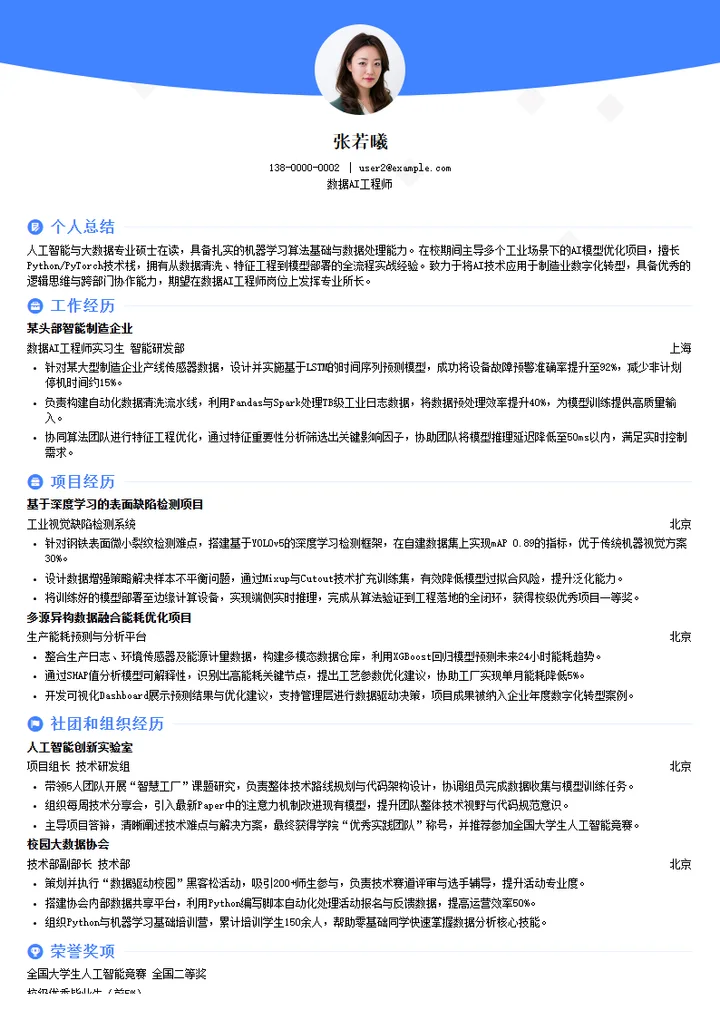 张若曦
138-0000-0002 | user2@example.com
数据AI工程师
个人总结
人工智能与大数据专业硕士在读，具备扎实的机器学习算法基础与数据处理能力。在校期间主导多个工业场景下的AI模型优化项目，擅长
Python/PyTorch技术栈，拥有从数据清洗、特征工程到模型部署的全流程实战经验。致力于将AI技术应用于制造业数字化转型，具备优秀的
逻辑思维与跨部门协作能力，期望在数据AI工程师岗位上发挥专业所长。
工作经历
某头部智能制造企业
数据AI工程师实习生 智能研发部 上海
• 针对某大型制造企业产线传感器数据，设计并实施基于LSTM的时间序列预测模型，成功将设备故障预警准确率提升至92%，减少非计划
停机时间约15%。
• 负责构建自动化数据清洗流水线，利用Pandas与Spark处理TB级工业日志数据，将数据预处理效率提升40%，为模型训练提供高质量输
入。
• 协同算法团队进行特征工程优化，通过特征重要性分析筛选出关键影响因子，协助团队将模型推理延迟降低至50ms以内，满足实时控制
需求。
项目经历
基于深度学习的表面缺陷检测项目
工业视觉缺陷检测系统 北京
• 针对钢铁表面微小裂纹检测难点，搭建基于YOLOv5的深度学习检测框架，在自建数据集上实现mAP 0.89的指标，优于传统机器视觉方案
30%。
• 设计数据增强策略解决样本不平衡问题，通过Mixup与Cutout技术扩充训练集，有效降低模型过拟合风险，提升泛化能力。
• 将训练好的模型部署至边缘计算设备，实现端侧实时推理，完成从算法验证到工程落地的全闭环，获得校级优秀项目一等奖。
多源异构数据融合能耗优化项目
生产能耗预测与分析平台 北京
• 整合生产日志、环境传感器及能源计量数据，构建多模态数据仓库，利用XGBoost回归模型预测未来24小时能耗趋势。
• 通过SHAP值分析模型可解释性，识别出高能耗关键节点，提出工艺参数优化建议，协助工厂实现单月能耗降低5%。
• 开发可视化Dashboard展示预测结果与优化建议，支持管理层进行数据驱动决策，项目成果被纳入企业年度数字化转型案例。
社团和组织经历
人工智能创新实验室
项目组长 技术研发组 北京
• 带领5人团队开展“智慧工厂”课题研究，负责整体技术路线规划与代码架构设计，协调组员完成数据收集与模型训练任务。
• 组织每周技术分享会，引入最新Paper中的注意力机制改进现有模型，提升团队整体技术视野与代码规范意识。
• 主导项目答辩，清晰阐述技术难点与解决方案，最终获得学院“优秀实践团队”称号，并推荐参加全国大学生人工智能竞赛。
校园大数据协会
技术部副部长 技术部 北京
• 策划并执行“数据驱动校园”黑客松活动，吸引200+师生参与，负责技术赛道评审与选手辅导，提升活动专业度。
• 搭建协会内部数据共享平台，利用Python编写脚本自动化处理活动报名与反馈数据，提高运营效率50%。
• 组织Python与机器学习基础培训营，累计培训学生150余人，帮助零基础同学快速掌握数据分析核心技能。
荣誉奖项
全国大学生人工智能竞赛 全国二等奖
校级优秀毕业生（前5%）